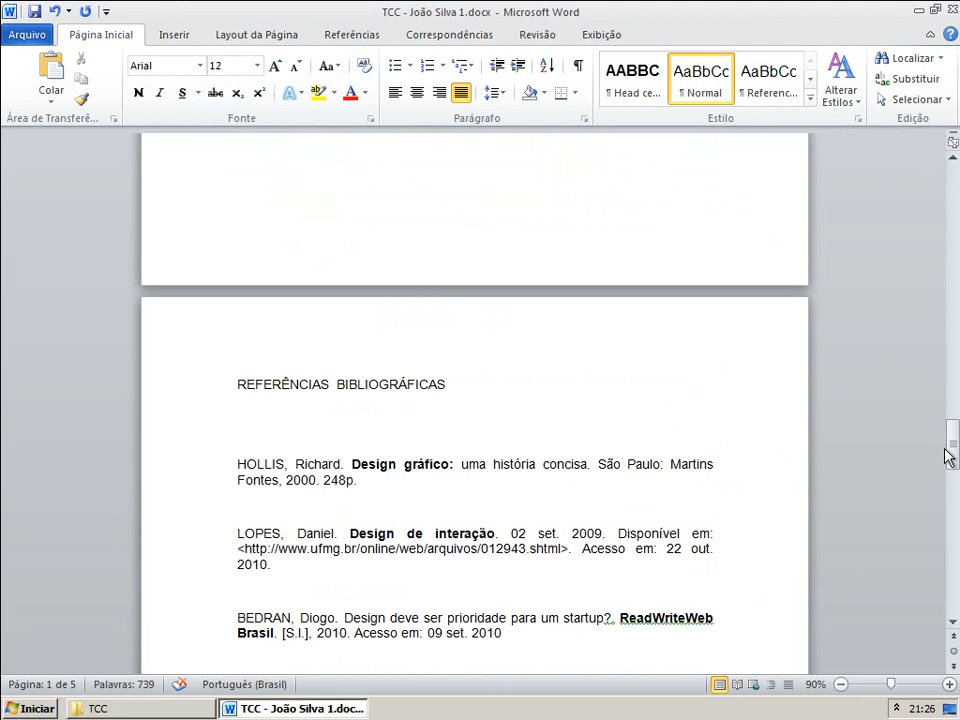 TCC - João Silva 1.docx - Microsoft Word
Arquivo Página Inicial Inserir Layout da Página Referências Correspondências Revisão Exibição
Colar
Área de Transferê...
Arial 12 Aa
N I S abc x₂ x² A ab A
Fonte
Parágrafo
AABBC AaBbCc AaBbCc
¶ Head ce... ¶ Normal ¶ Referenc...
Alterar
Estilos
Estilo
Localizar
Substituir
Selecionar
Edição
REFERÊNCIAS BIBLIOGRÁFICAS
HOLLIS, Richard. Design gráfico: uma história concisa. São Paulo: Martins
Fontes, 2000. 248p.
LOPES, Daniel. Design de interação. 02 set. 2009. Disponível em:
<http://www.ufmg.br/online/web/arquivos/012943.shtml>. Acesso em: 22 out.
2010.
BEDRAN, Diogo. Design deve ser prioridade para um startup?. ReadWriteWeb
Brasil. [S.I.], 2010. Acesso em: 09 set. 2010
Página: 1 de 5 Palavras: 739 Português (Brasil) 90%
Iniciar TCC TCC - João Silva 1.doc... 21:26